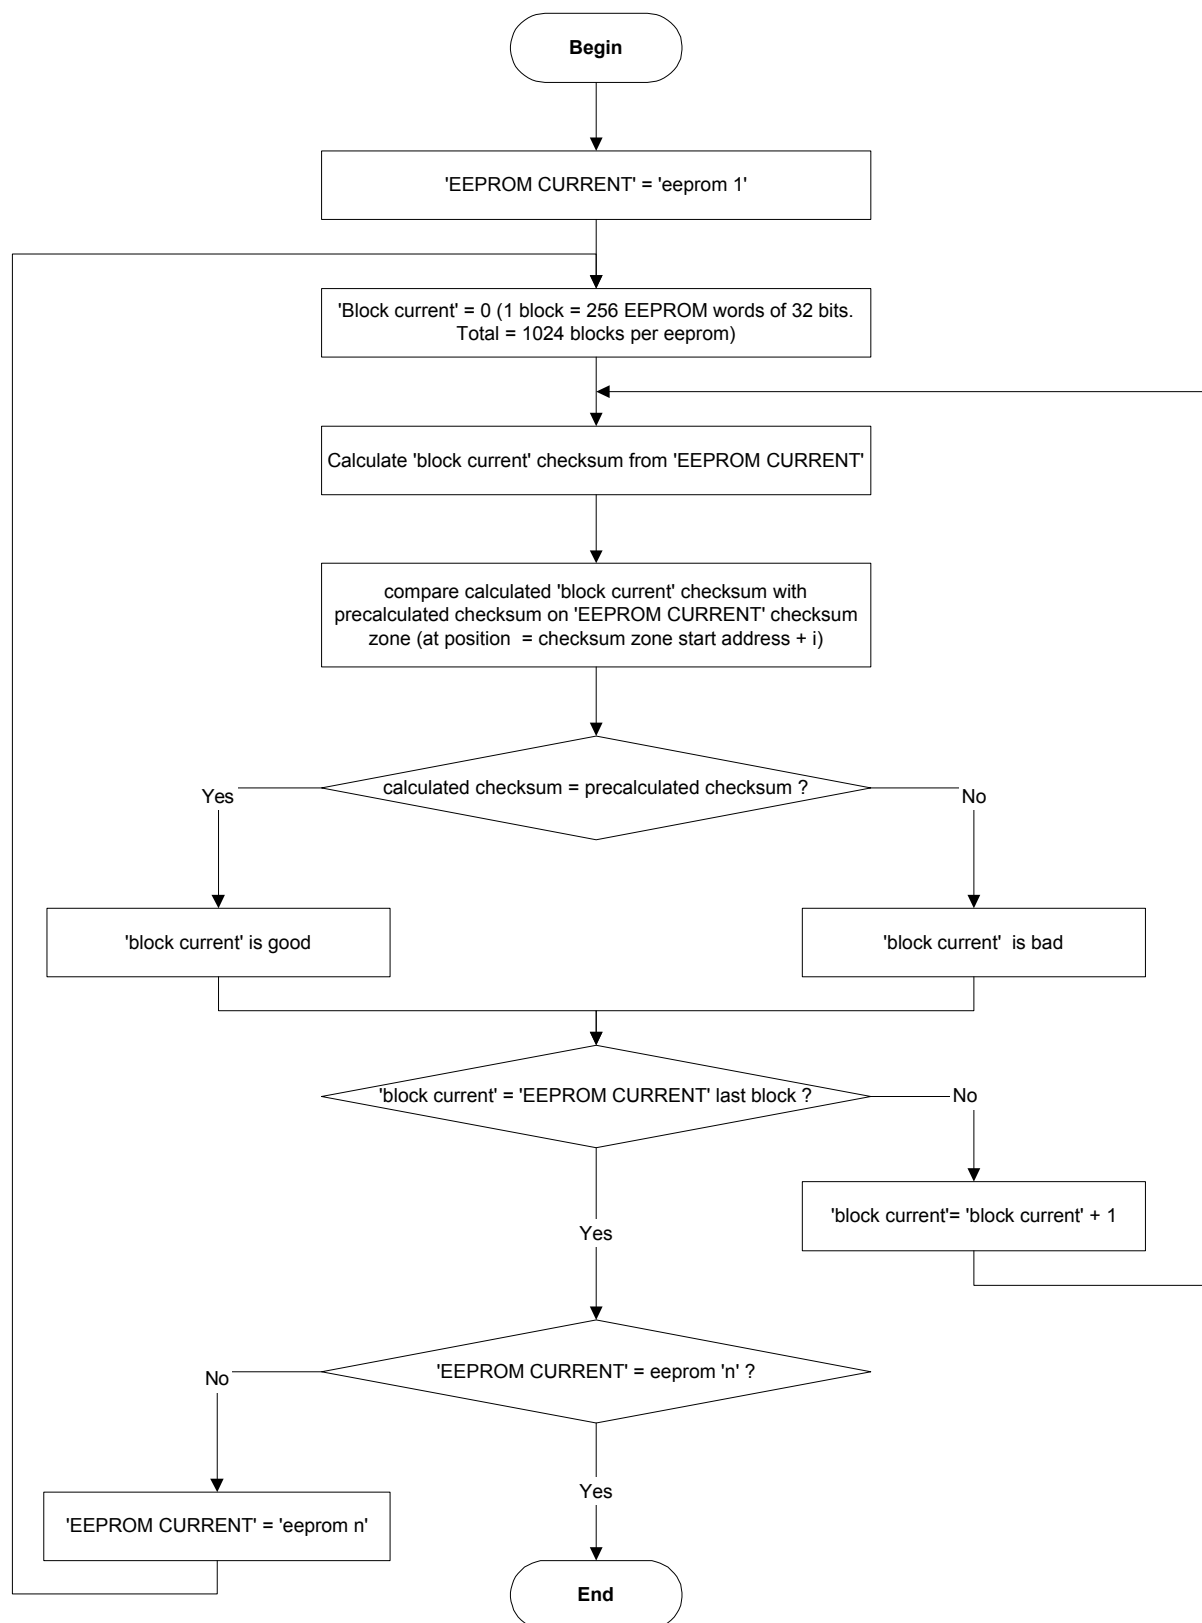 Begin
'EEPROM CURRENT' = 'eeprom 1'
'Block current' = 0 (1 block = 256 EEPROM words of 32 bits.
Total = 1024 blocks per eeprom)
Calculate 'block current' checksum from 'EEPROM CURRENT'
compare calculated 'block current' checksum with
precalculated checksum on 'EEPROM CURRENT' checksum
zone (at position  = checksum zone start address + i)
calculated checksum = precalculated checksum ?
Yes
No
'block current' is good
'block current'  is bad
'block current' = 'EEPROM CURRENT' last block ?
No
'block current'= 'block current' + 1
Yes
'EEPROM CURRENT' = eeprom 'n' ?
No
'EEPROM CURRENT' = 'eeprom n'
Yes
End